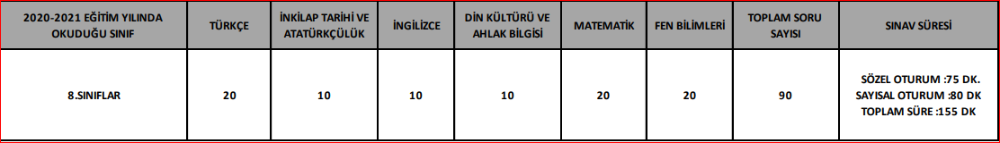 2020-2021 EĞİTİM YILINDA
OKUDUĞU SINIF
TÜRKÇE
İNKİLAP TARİHİ VE
ATATÜRKÇÜLÜK
İNGİLİZCE
DİN KÜLTÜRÜ VE
AHLAK BİLGİSİ
MATEMATİK
FEN BİLİMLERİ
TOPLAM SORU
SAYISI
SINAV SÜRESİ
8.SINIFLAR
20
10
10
10
20
20
90
SÖZEL OTURUM :75 DK.
SAYISAL OTURUM :80 DK
TOPLAM SÜRE :155 DK